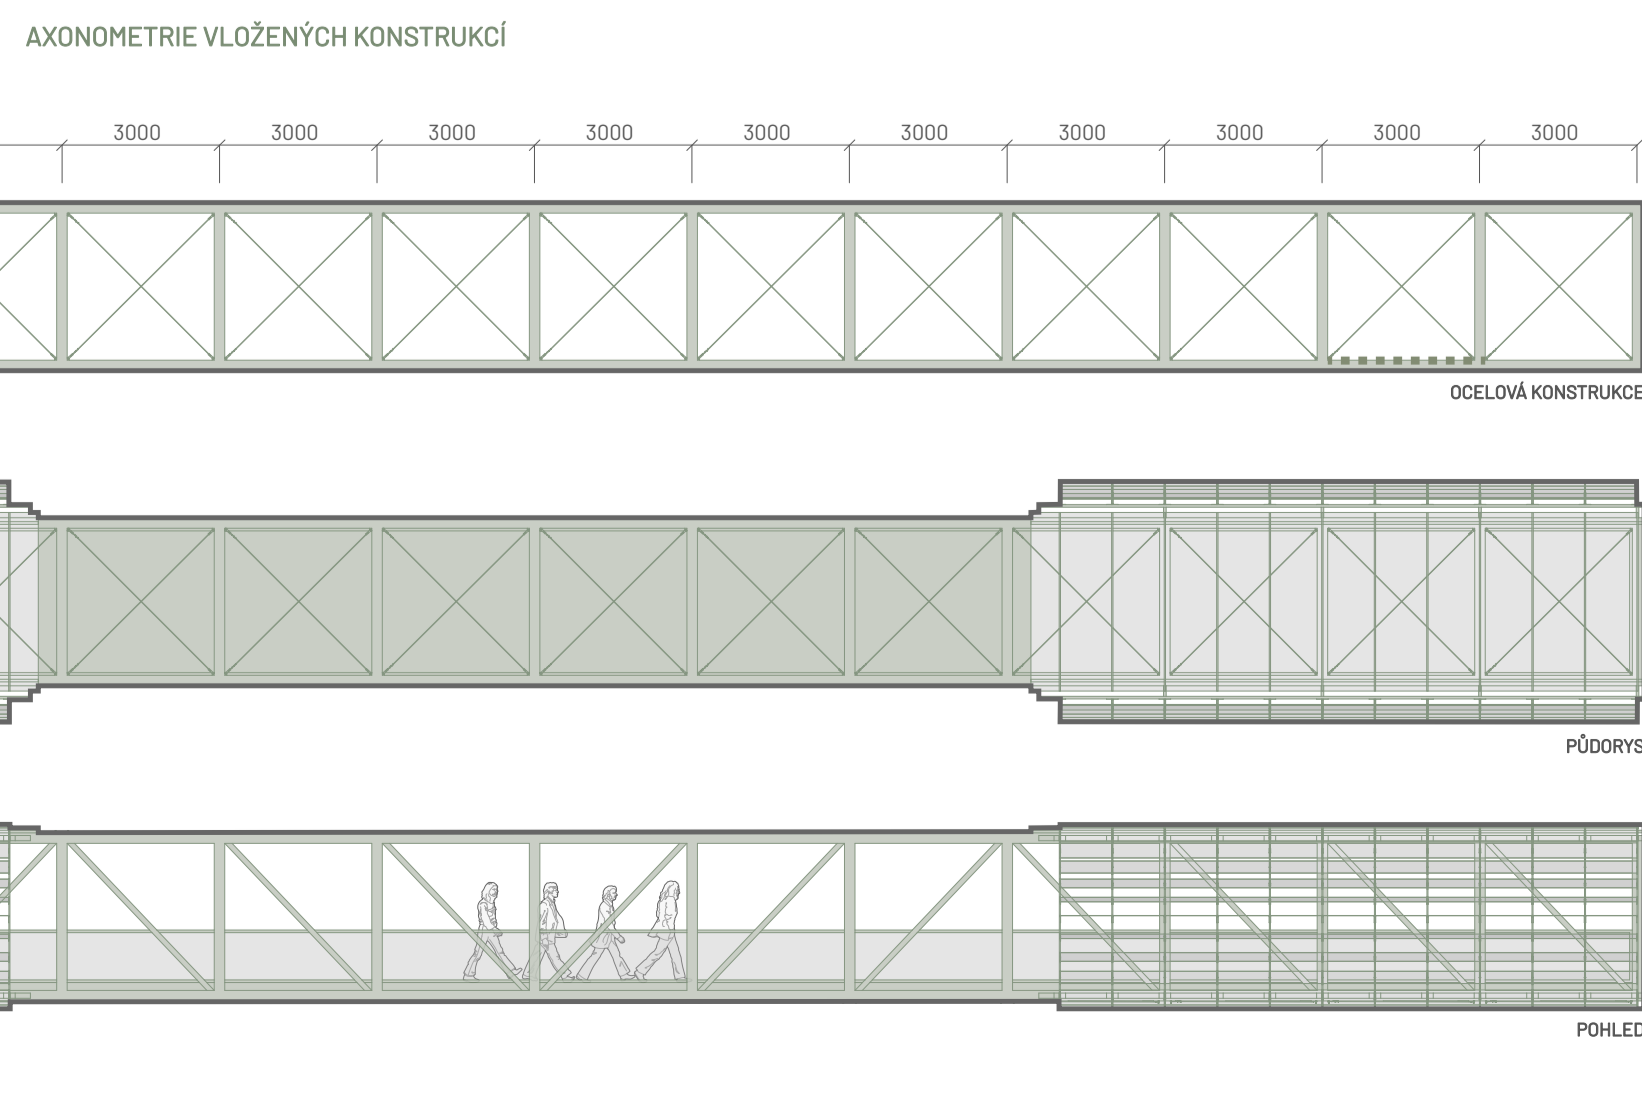 AXONOMETRIE VLOŽENÝCH KONSTRUKCÍ
3000 3000 3000 3000 3000 3000 3000 3000 3000 3000
OCELOVÁ KONSTRUKCE
PŮDORYS
POHLED